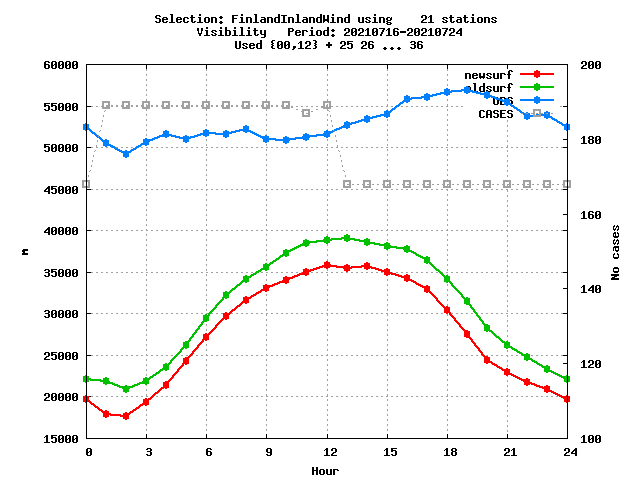 Selection: FinlandInlandWind using    21 stations
Visibility   Period: 20210716-20210724
Used {00,12} + 25 26 ... 36
60000
55000
50000
45000
40000
35000
30000
25000
20000
15000
m
200
180
160
140
120
100
No cases
newsurf
oldsurf
OBS
CASES
0 3 6 9 12 15 18 21 24
Hour